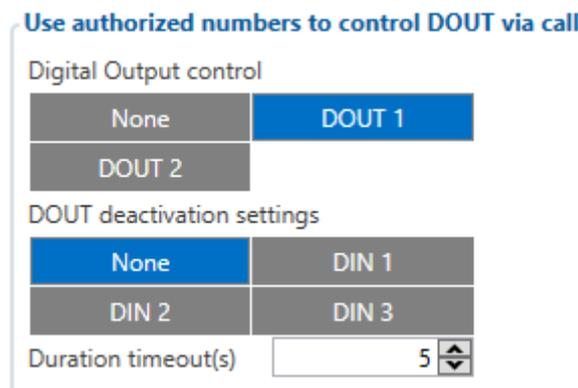 Use authorized numbers to control DOUT via call
Digital Output control
None DOUT 1
DOUT 2
DOUT deactivation settings
None DIN 1
DIN 2 DIN 3
Duration timeout(s) 5